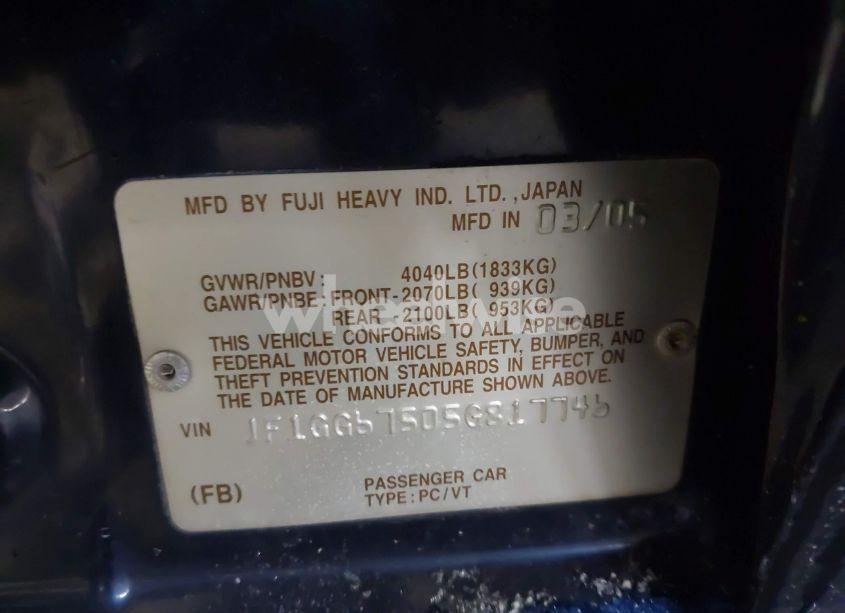 MFD BY FUJI HEAVY IND. LTD.,JAPAN
MFD IN 03/05
GVWR/PNBV: 4040LB(1833KG)
GAWR/PNBE:FRONT-2070LB( 939KG)
REAR -2100LB( 953KG)
THIS VEHICLE CONFORMS TO ALL APPLICABLE
FEDERAL MOTOR VEHICLE SAFETY, BUMPER, AND
THEFT PREVENTION STANDARDS IN EFFECT ON
THE DATE OF MANUFACTURE SHOWN ABOVE.
VIN JF1GG67505G817746
(FB) PASSENGER CAR
TYPE:PC/VT